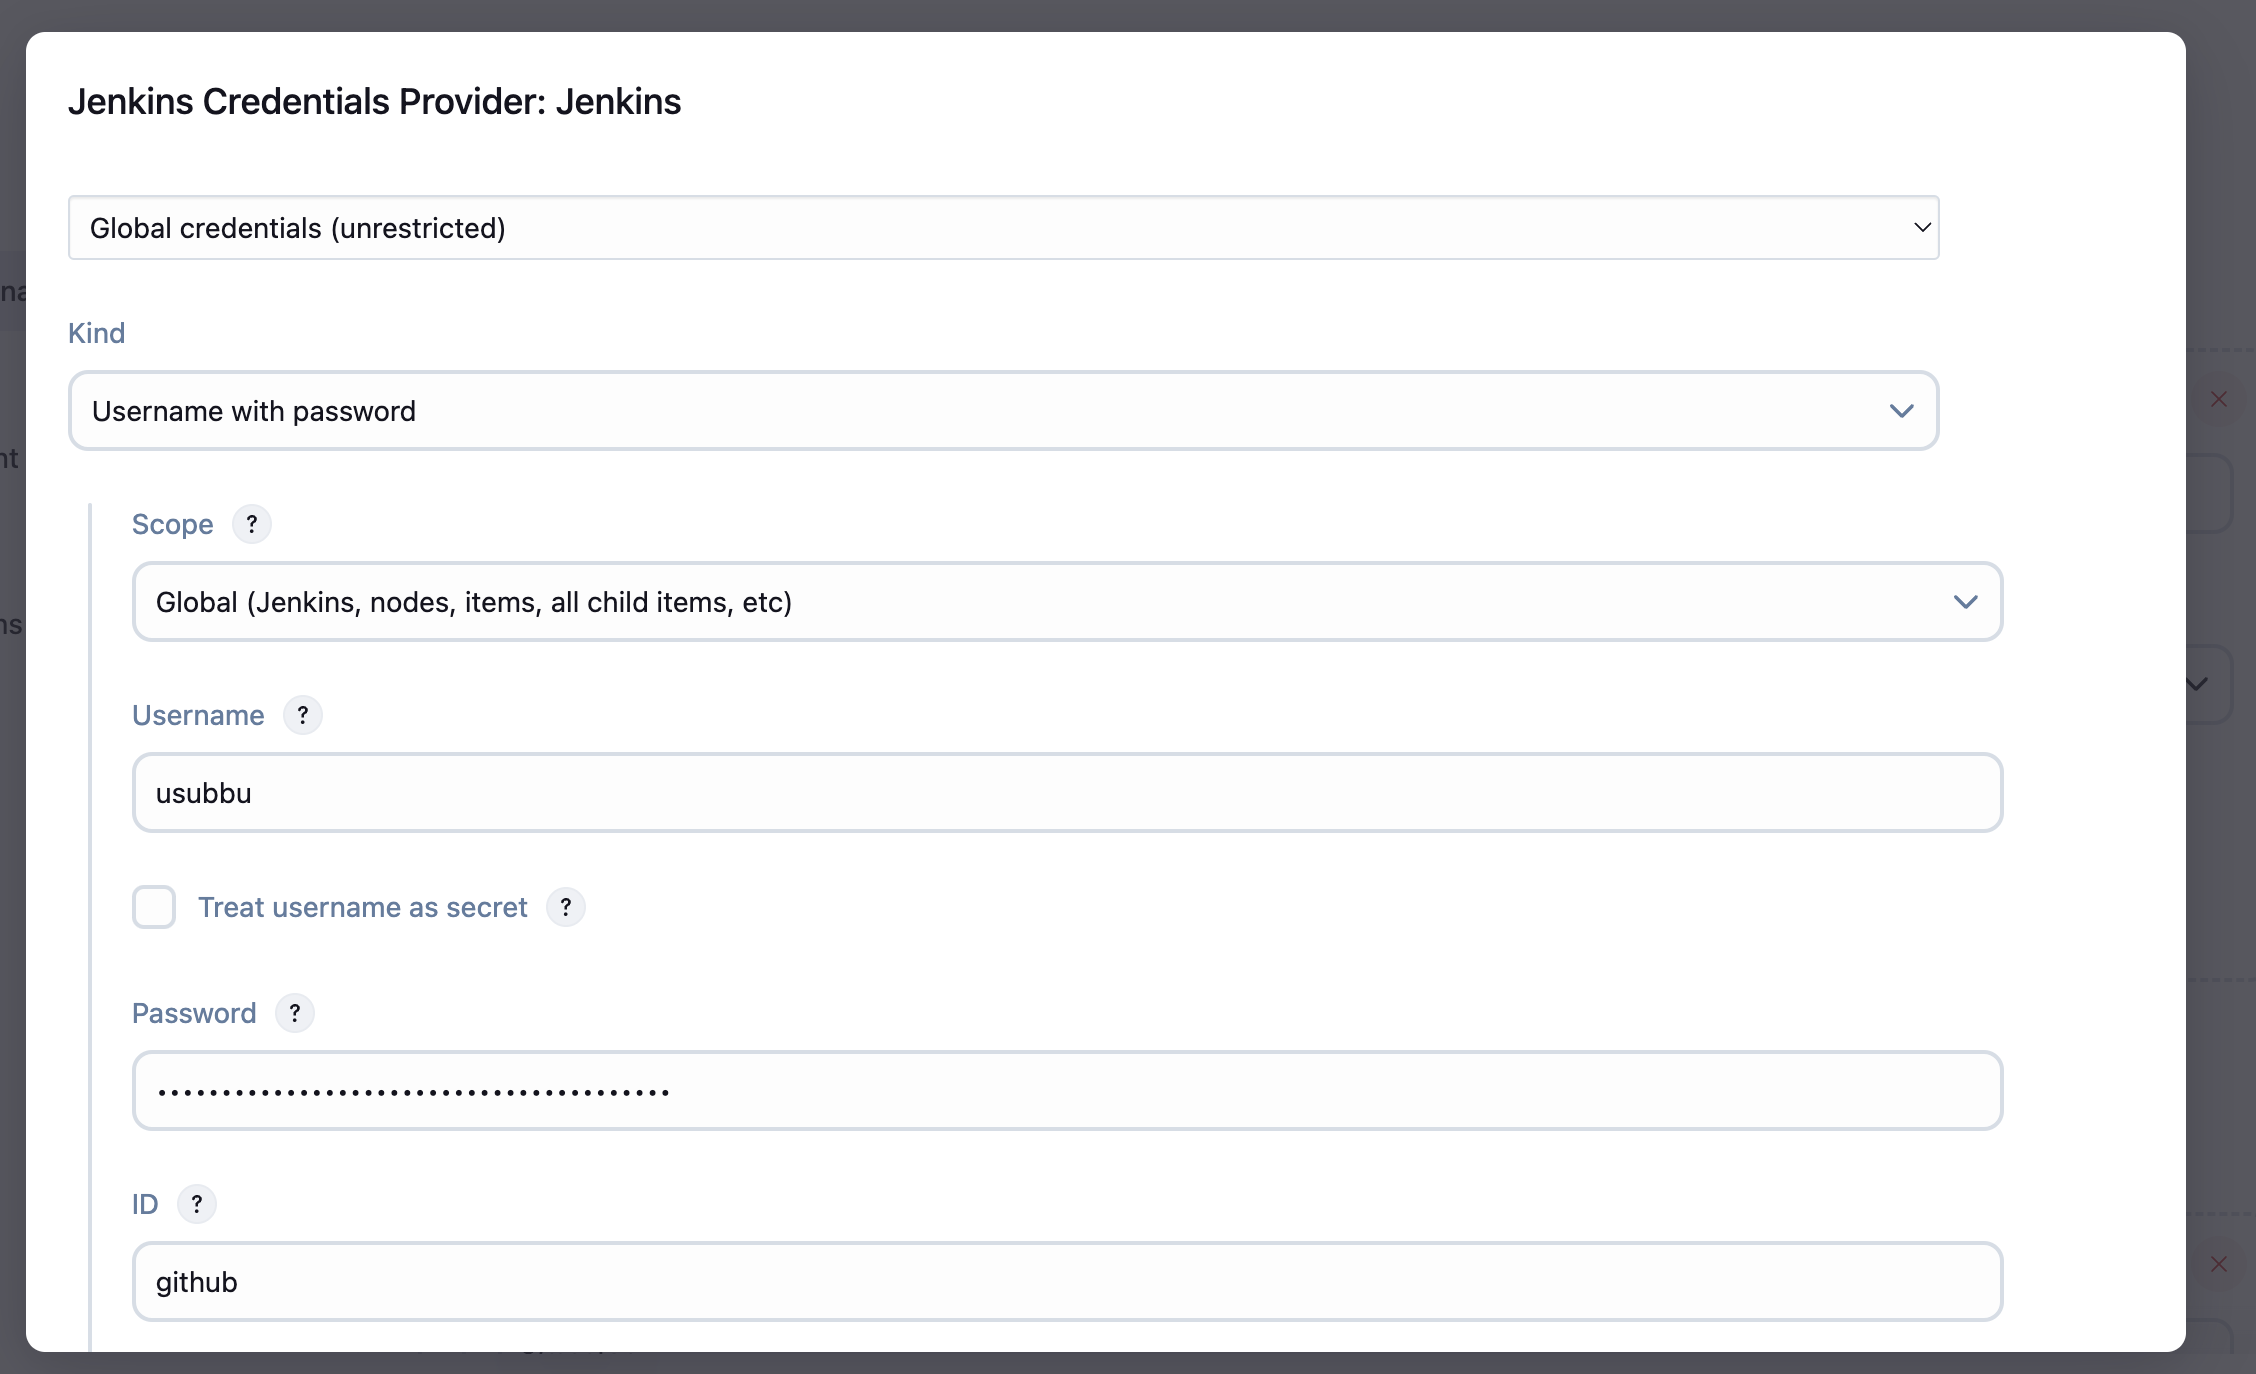 Jenkins Credentials Provider: Jenkins
Global credentials (unrestricted)
Kind
Username with password
Scope ?
Global (Jenkins, nodes, items, all child items, etc)
Username ?
usubbu
Treat username as secret ?
Password ?
••••••••••••••••••••••••••••••••••••••••
ID ?
github